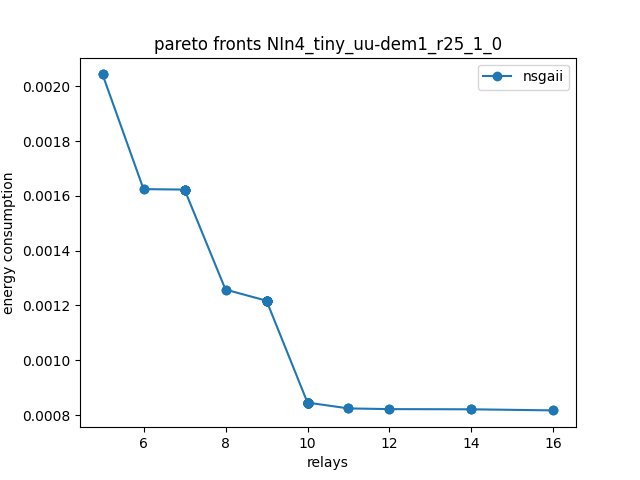 pareto fronts NIn4_tiny_uu-dem1_r25_1_0
nsgaii
energy consumption
0.0020
0.0018
0.0016
0.0014
0.0012
0.0010
0.0008
6 8 10 12 14 16
relays